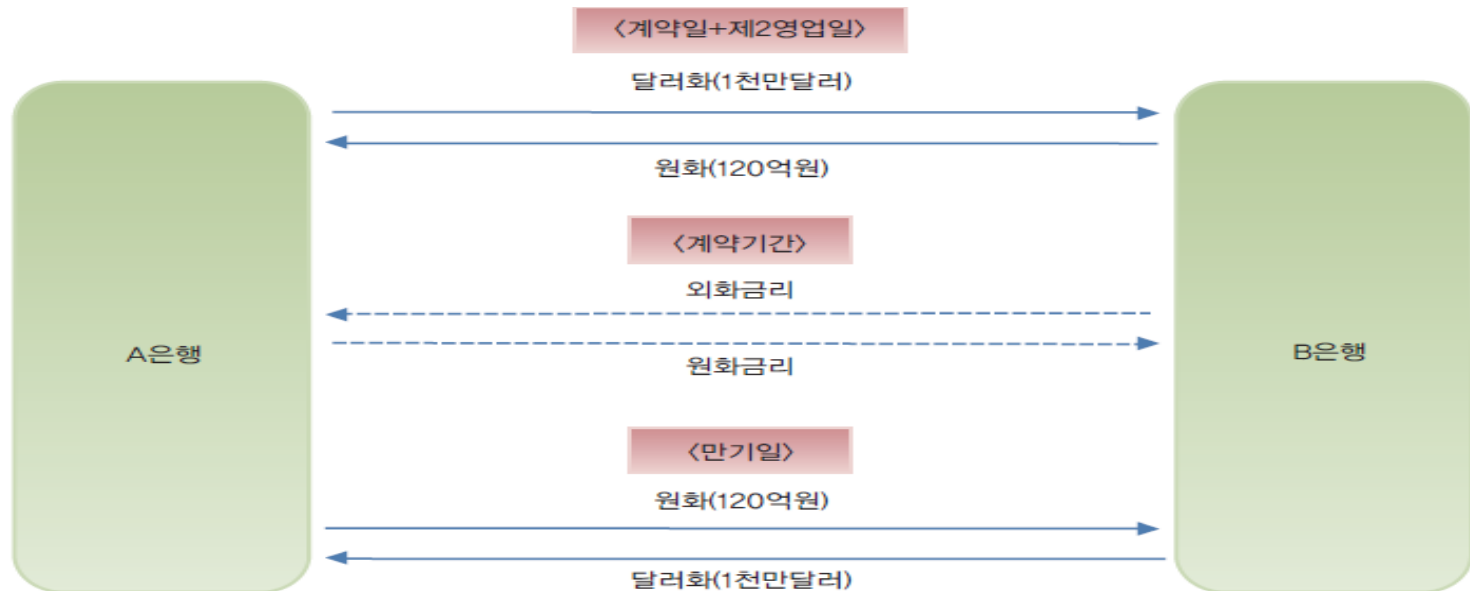 〈계약일+제2영업일〉
달러화(1천만달러)
원화(120억원)
〈계약기간〉
외화금리
A은행
B은행
원화금리
〈만기일〉
원화(120억원)
달러화(1천만달러)